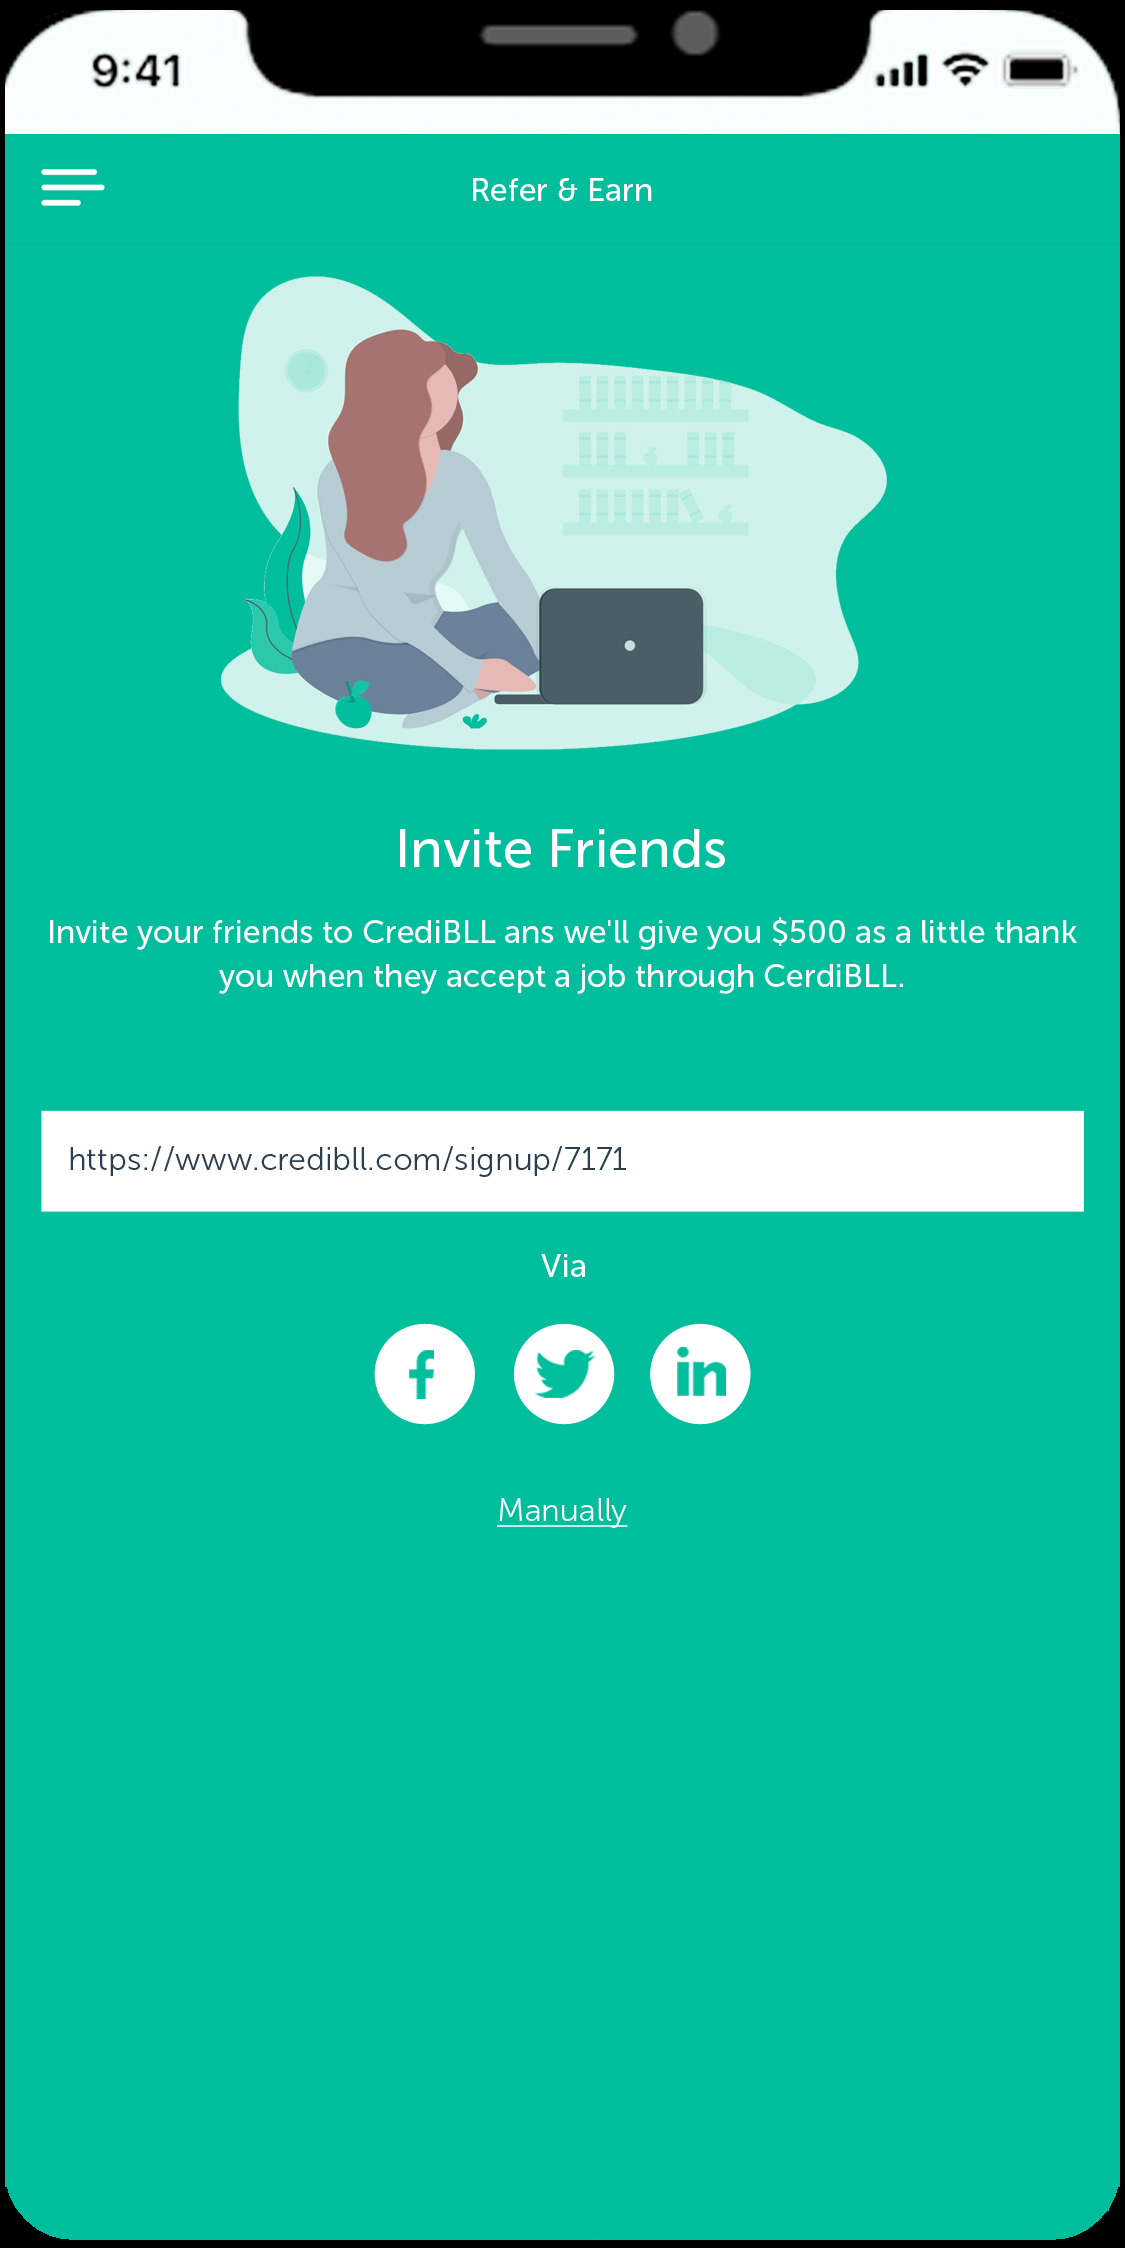 9:41
Refer & Earn
Invite Friends
Invite your friends to CrediBLL ans we'll give you $500 as a little thank
you when they accept a job through CerdiBLL.
https://www.credibll.com/signup/7171
Via
f
in
Manually